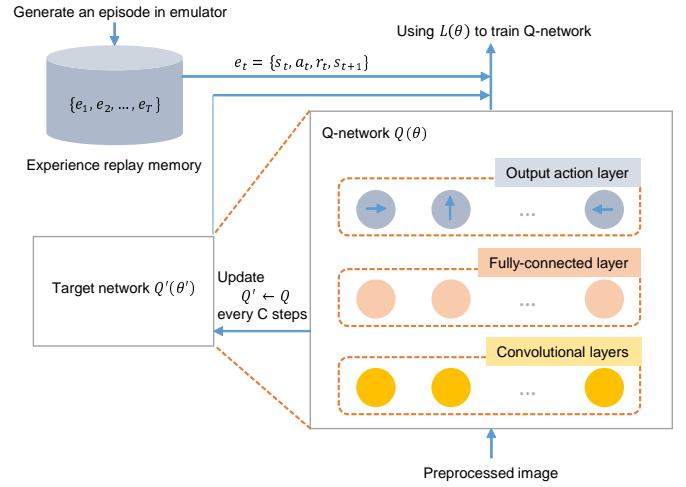 Generate an episode in emulator
Using L(θ) to train Q-network
e_t = {s_t, a_t, r_t, s_{t+1}}
{e_1, e_2, ..., e_T}
Experience replay memory
Q-network Q(θ)
Output action layer
...
Fully-connected layer
...
Convolutional layers
...
Target network Q'(θ')
Update
Q' ← Q
every C steps
Preprocessed image